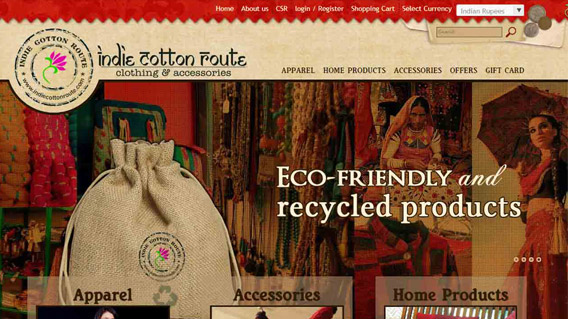 Home About us CSR login / Register Shopping Cart Select Currency Indian Rupees
Search
INDIE COTTON ROUTE
www.indiecottonroute.com
indie cotton route
clothing & accessories
APPAREL HOME PRODUCTS ACCESSORIES OFFERS GIFT CARD
Eco-friendly and
recycled products
INDIE COTTON ROUTE
Apparel Accessories Home Products